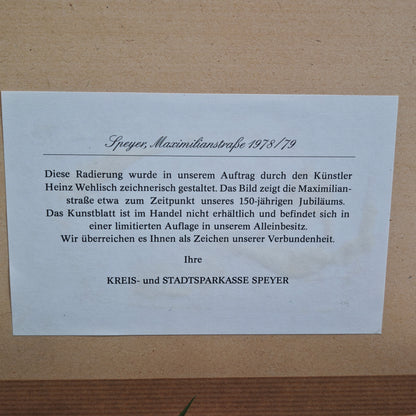 Speyer, Maximilianstraße 1978/79
Diese Radierung wurde in unserem Auftrag durch den Künstler
Heinz Wehlisch zeichnerisch gestaltet. Das Bild zeigt die Maximilian-
straße etwa zum Zeitpunkt unseres 150-jährigen Jubiläums.
Das Kunstblatt ist im Handel nicht erhältlich und befindet sich in
einer limitierten Auflage in unserem Alleinbesitz.
Wir überreichen es Ihnen als Zeichen unserer Verbundenheit.
Ihre
KREIS- und STADTSPARKASSE SPEYER